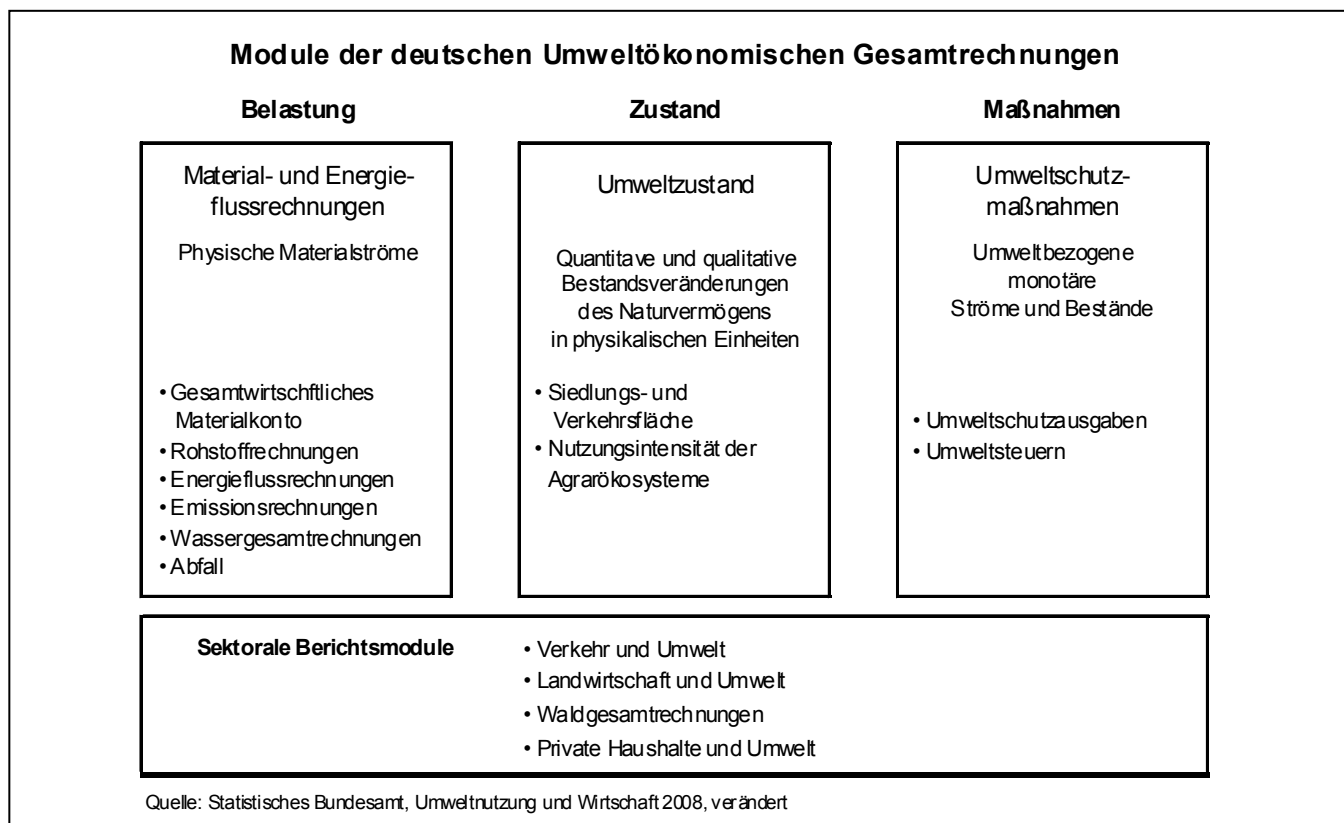 Module der deutschen Umweltökonomischen Gesamtrechnungen
Belastung
Zustand
Maßnahmen
Material- und Energie-
flussrechnungen
Physische Materialströme
• Gesamtwirtschftliches
Materialkonto
• Rohstoffrechnungen
• Energieflussrechnungen
• Emissionsrechnungen
• Wassergesamtrechnungen
• Abfall
Umweltzustand
Quantitave und qualitative
Bestandsveränderungen
des Naturvermögens
in physikalischen Einheiten
• Siedlungs- und
Verkehrsfläche
• Nutzungsintensität der
Agrarökosysteme
Umweltschutz-
maßnahmen
Umweltbezogene
monotäre
Ströme und Bestände
• Umweltschutzausgaben
• Umweltsteuern
Sektorale Berichtsmodule
• Verkehr und Umwelt
• Landwirtschaft und Umwelt
• Waldgesamtrechnungen
• Private Haushalte und Umwelt
Quelle: Statistisches Bundesamt, Umweltnutzung und Wirtschaft 2008, verändert